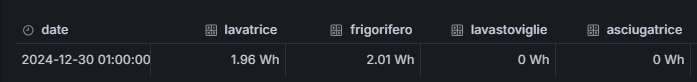 date lavatrice frigorifero lavastoviglie asciugatrice
2024-12-30 01:00:00 1.96 Wh 2.01 Wh 0 Wh 0 Wh